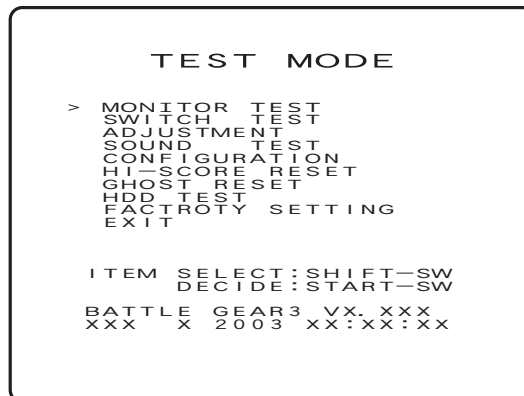 TEST MODE
> MONITOR TEST
SWITCH TEST
ADJUSTMENT
SOUND TEST
CONFIGURATION
HI-SCORE RESET
GHOST RESET
HDD TEST
FACTROTY SETTING
EXIT
ITEM SELECT:SHIFT-SW
DECIDE:START-SW
BATTLE GEAR3 VX.XXX
XXX X 2003 XX:XX:XX